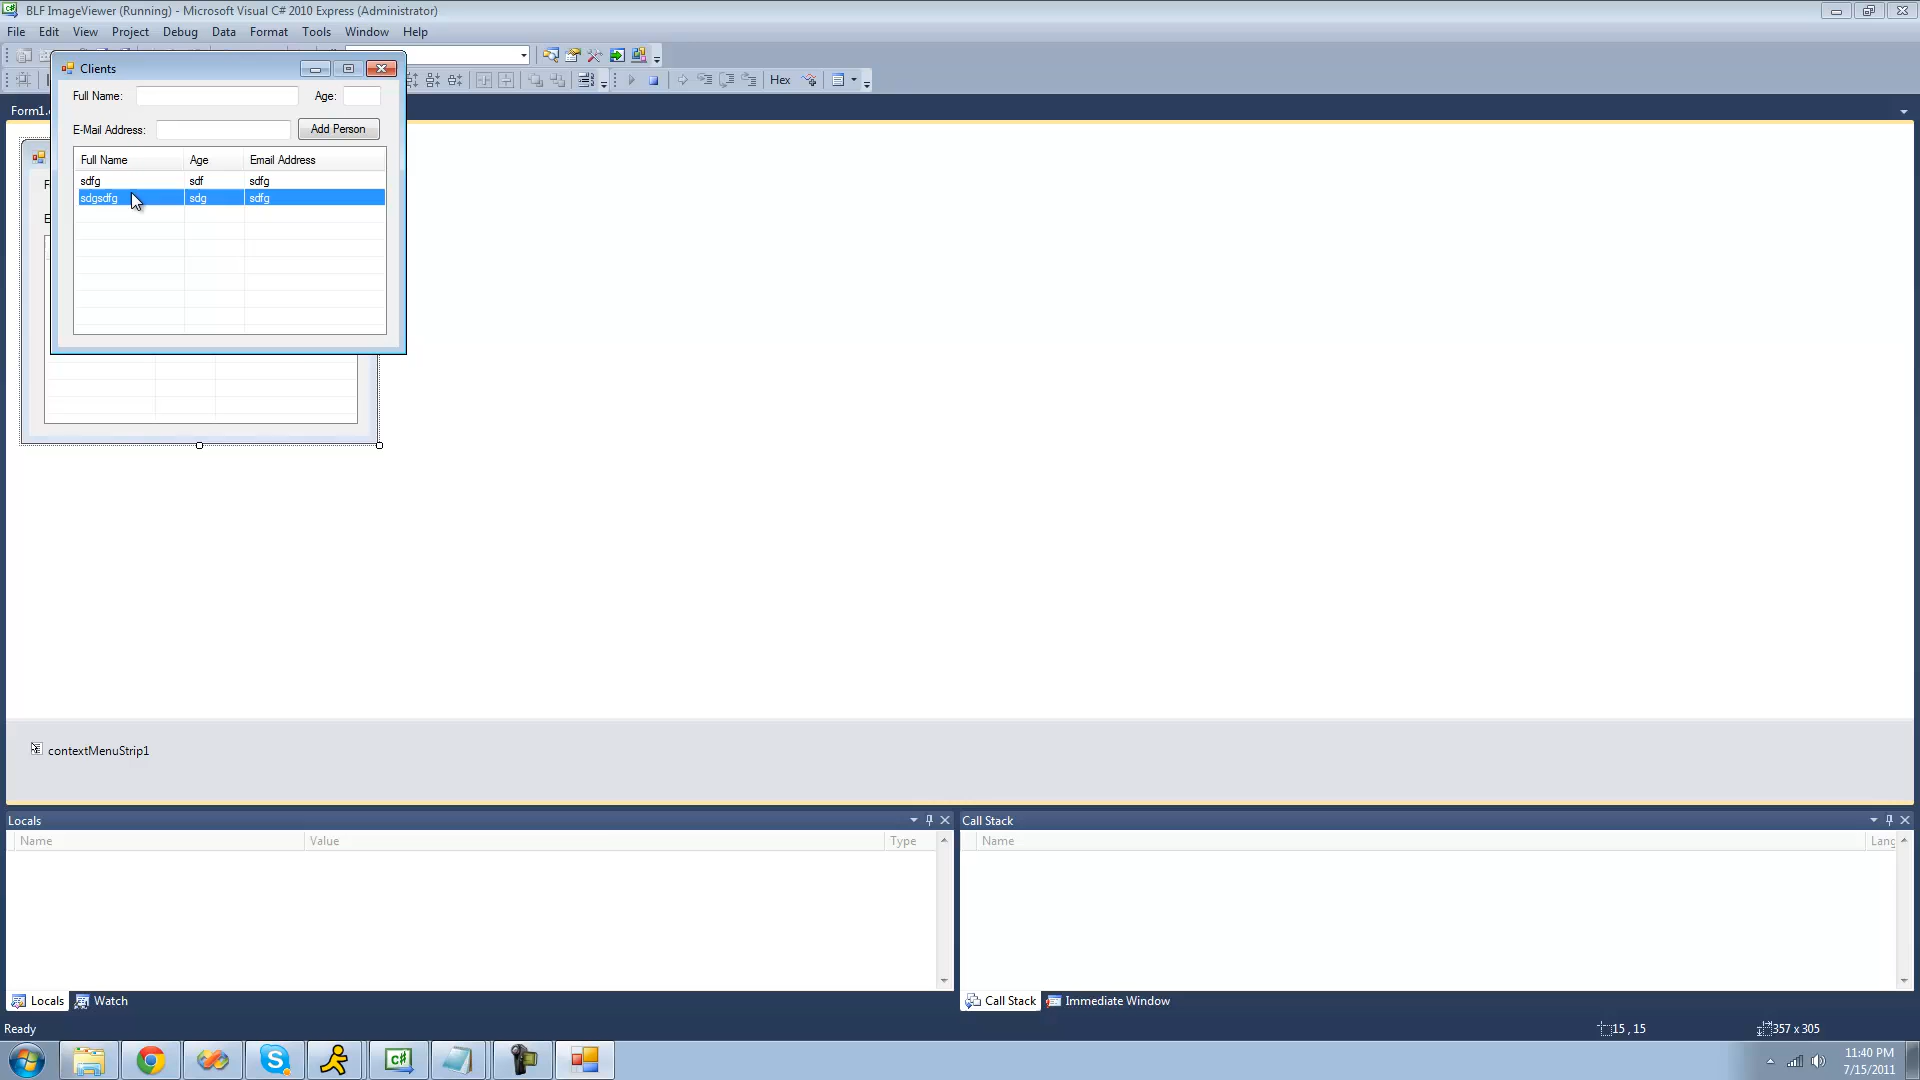 BLF ImageViewer (Running) - Microsoft Visual C# 2010 Express (Administrator)
File Edit View Project Debug Data Format Tools Window Help
Clients
Hex
Full Name: Age:
Form1.
E-Mail Address: Add Person
Full Name Age Email Address
sdfg sdf sdfg
sdgsdfg sdg sdfg
contextMenuStrip1
Locals
Name Value Type
Call Stack
Name Lang
Locals Watch
Call Stack Immediate Window
Ready 15 , 15 357 x 305
11:40 PM
7/15/2011